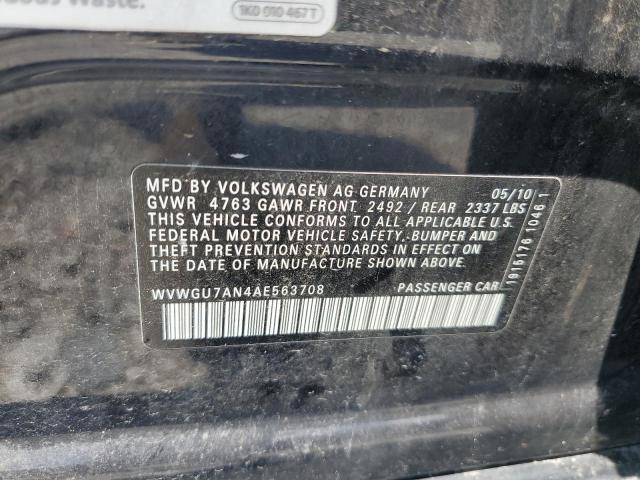 Waste.
1K0 010 467 T
MFD BY VOLKSWAGEN AG GERMANY 05/10
GVWR 4763 GAWR FRONT 2492 / REAR 2337 LBS
THIS VEHICLE CONFORMS TO ALL APPLICABLE U.S.
FEDERAL MOTOR VEHICLE SAFETY, BUMPER AND
THEFT PREVENTION STANDARDS IN EFFECT ON
THE DATE OF MANUFACTURE SHOWN ABOVE.
WVWGU7AN4AE563708 PASSENGER CAR
1916176 1046 1